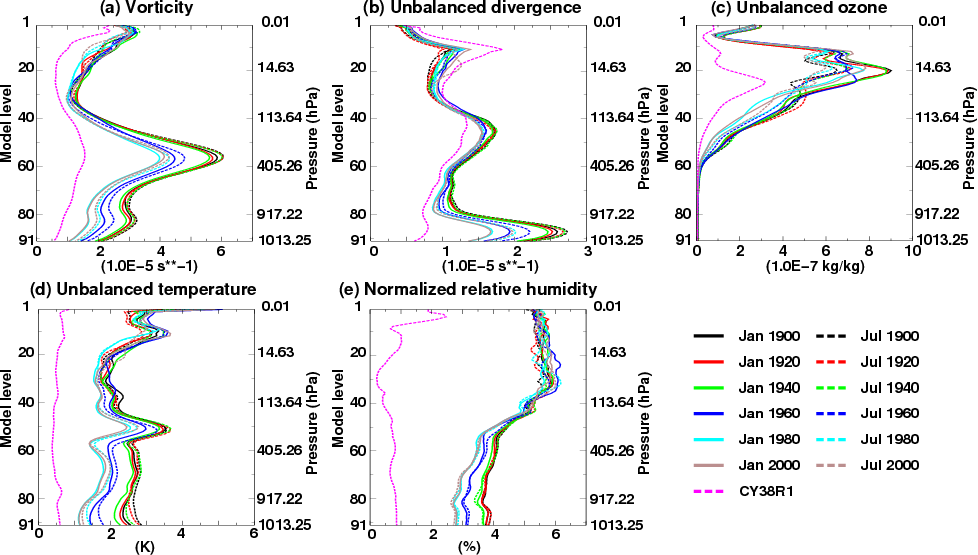 (a) Vorticity
1
20
40
60
80
91
Model level
0.01
14.63
113.64
405.26
917.22
1013.25
Pressure (hPa)
0 2 4 6 7
(1.0E−5 s**−1)
(b) Unbalanced divergence
1
20
40
60
80
91
Model level
0.01
14.63
113.64
405.26
917.22
1013.25
Pressure (hPa)
0 1 2 3
(1.0E−5 s**−1)
(c) Unbalanced ozone
1
20
40
60
80
91
Model level
0.01
14.63
113.64
405.26
917.22
1013.25
Pressure (hPa)
0 2 4 6 8 10
(1.0E−7 kg/kg)
(d) Unbalanced temperature
1
20
40
60
80
91
Model level
0.01
14.63
113.64
405.26
917.22
1013.25
Pressure (hPa)
0 2 4 6
(K)
(e) Normalized relative humidity
1
20
40
60
80
91
Model level
0.01
14.63
113.64
405.26
917.22
1013.25
Pressure (hPa)
0 2 4 6
(%)
Jan 1900 Jul 1900
Jan 1920 Jul 1920
Jan 1940 Jul 1940
Jan 1960 Jul 1960
Jan 1980 Jul 1980
Jan 2000 Jul 2000
CY38R1